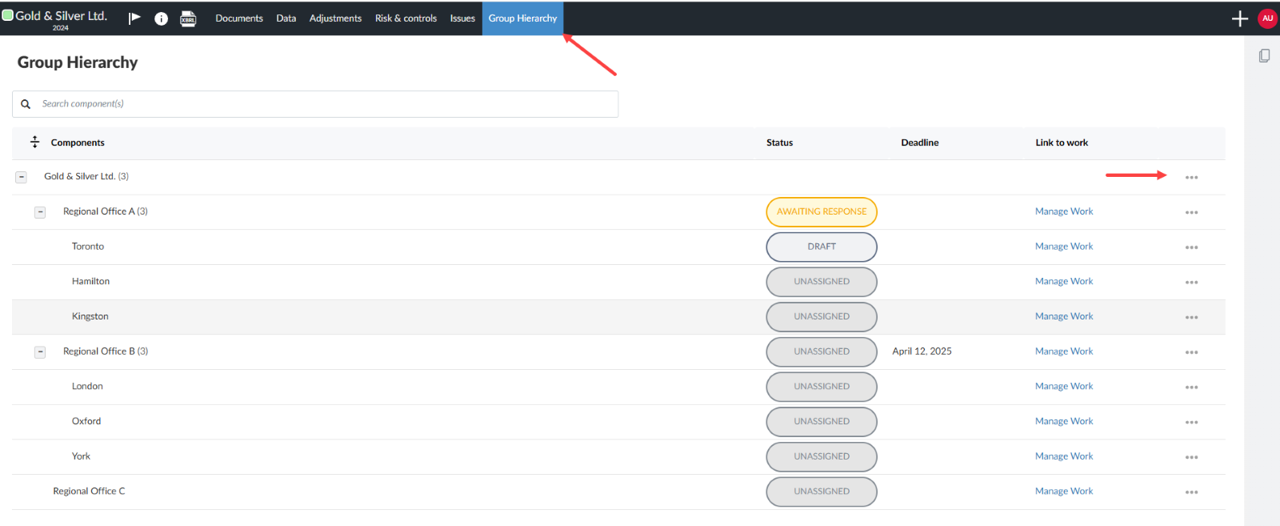 Gold & Silver Ltd.
2024
XBRL
Documents Data Adjustments Risk & controls Issues Group Hierarchy
AU
Group Hierarchy
Search component(s)
Components Status Deadline Link to work
Gold & Silver Ltd. (3)
Regional Office A (3) AWAITING RESPONSE Manage Work
Toronto DRAFT Manage Work
Hamilton UNASSIGNED Manage Work
Kingston UNASSIGNED Manage Work
Regional Office B (3) UNASSIGNED April 12, 2025 Manage Work
London UNASSIGNED Manage Work
Oxford UNASSIGNED Manage Work
York UNASSIGNED Manage Work
Regional Office C UNASSIGNED Manage Work